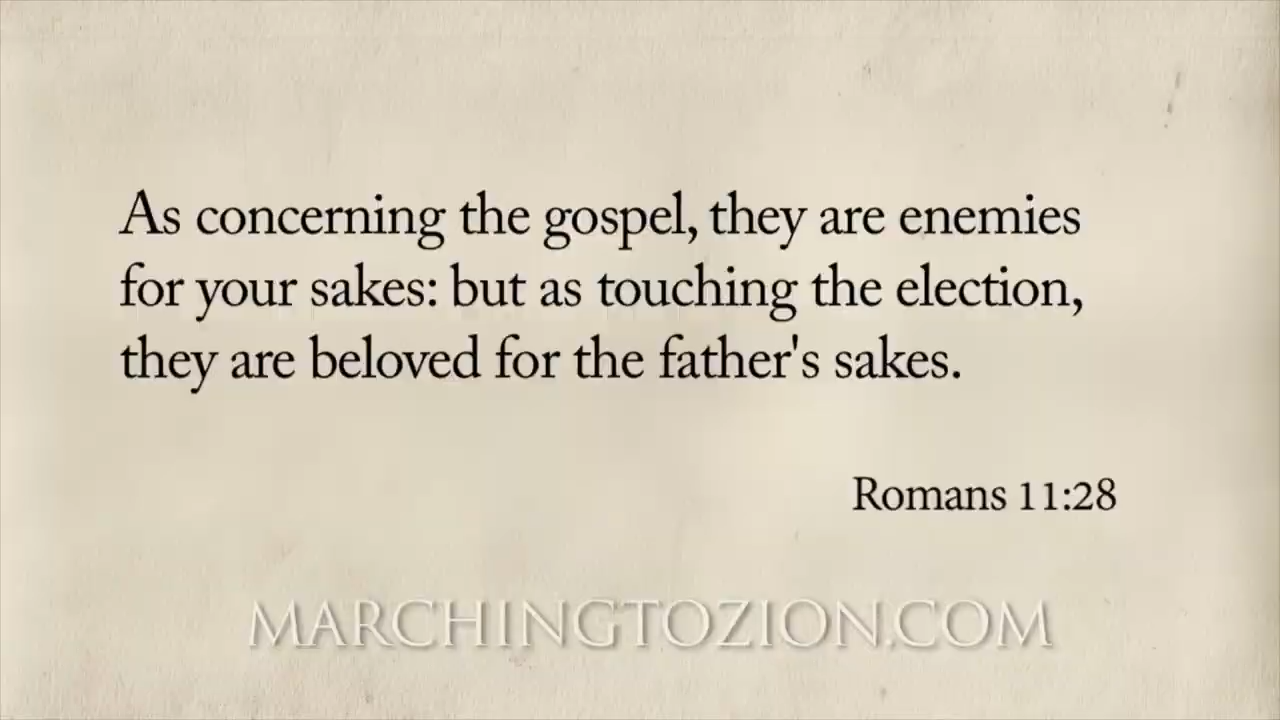 As concerning the gospel, they are enemies
for your sakes: but as touching the election,
they are beloved for the father's sakes.
Romans 11:28
MARCHINGTOZION.COM